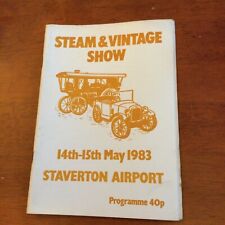 STEAM & VINTAGE
SHOW
14th-15th May 1983
STAVERTON AIRPORT
Programme 40p